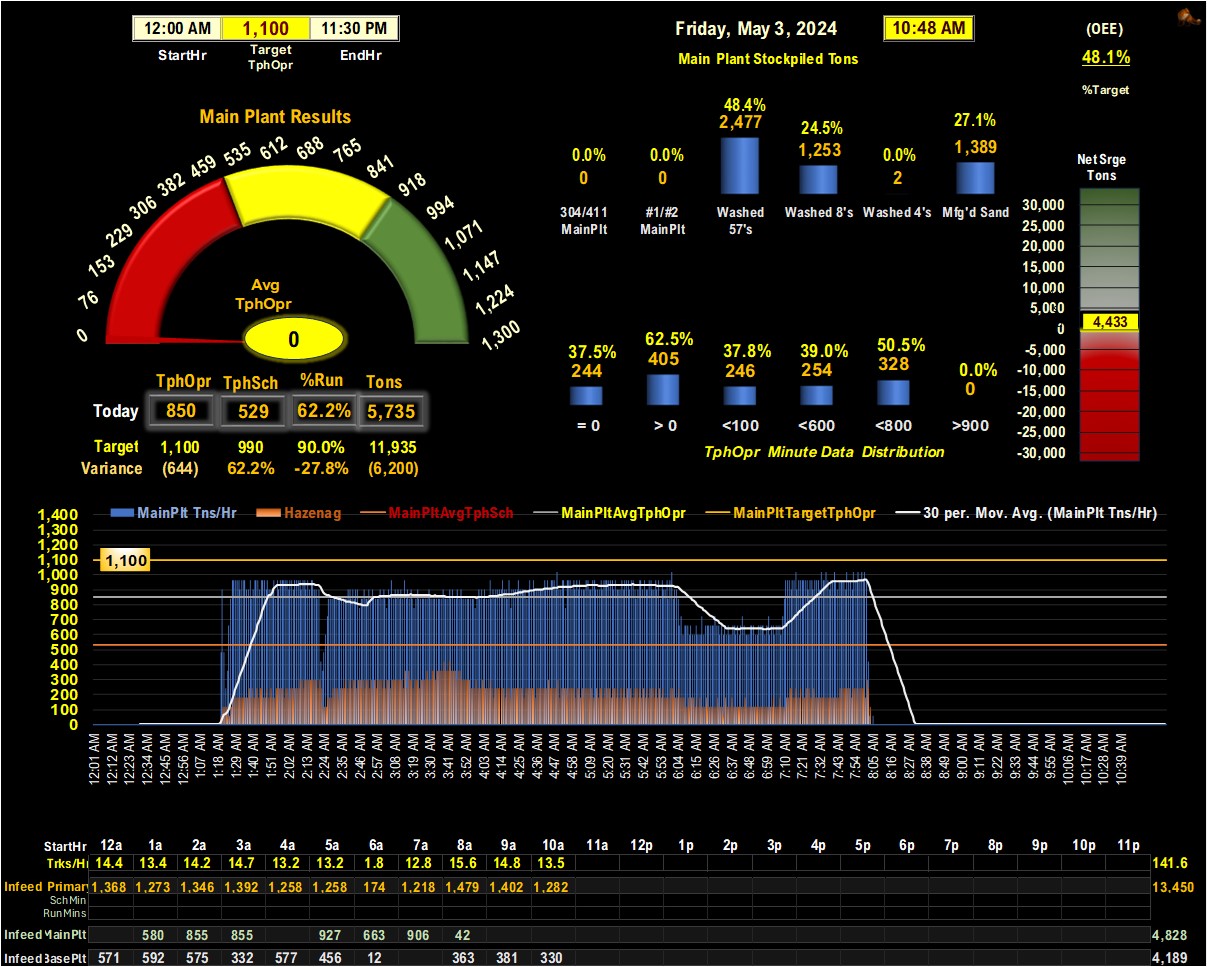 12:00 AM 1,100 11:30 PM
StartHr Target TphOpr EndHr
Friday, May 3, 2024 10:48 AM
Main Plant Stockpiled Tons
(OEE)
48.1%
%Target
Main Plant Results
0 76 153 229 306 382 459 535 612 688 765 841 918 994 1,071 1,147 1,224 1,300
Avg
TphOpr
0
48.4% 24.5% 27.1%
2,477 1,253 1,389
0.0% 0.0% 0.0%
0 0 2
304/411 #1/#2 Washed Washed 8's Washed 4's Mfg'd Sand
MainPlt MainPlt 57's
Net Srge
Tons
30,000
25,000
20,000
15,000
10,000
5,000
0
4,433
-5,000
-10,000
-15,000
-20,000
-25,000
-30,000
37.5% 62.5% 37.8% 39.0% 50.5% 0.0%
244 405 246 254 328 0
= 0 > 0 <100 <600 <800 >900
TphOpr Minute Data Distribution
TphOpr TphSch %Run Tons
Today 850 529 62.2% 5,735
Target 1,100 990 90.0% 11,935
Variance (644) 62.2% -27.8% (6,200)
MainPlt Tns/Hr Hazenag MainPltAvgTphSch MainPltAvgTphOpr MainPltTargetTphOpr 30 per. Mov. Avg. (MainPlt Tns/Hr)
1,400
1,300
1,200
1,100
1,000
900
800
700
600
500
400
300
200
100
0
1,100
12:01 AM 12:12 AM 12:23 AM 12:34 AM 12:45 AM 12:56 AM 1:07 AM 1:18 AM 1:29 AM 1:40 AM 1:51 AM 2:02 AM 2:13 AM 2:24 AM 2:35 AM 2:46 AM 2:57 AM 3:08 AM 3:19 AM 3:30 AM 3:41 AM 3:52 AM 4:03 AM 4:14 AM 4:25 AM 4:36 AM 4:47 AM 4:58 AM 5:09 AM 5:20 AM 5:31 AM 5:42 AM 5:53 AM 6:04 AM 6:15 AM 6:26 AM 6:37 AM 6:48 AM 6:59 AM 7:10 AM 7:21 AM 7:32 AM 7:43 AM 7:54 AM 8:05 AM 8:16 AM 8:27 AM 8:38 AM 8:49 AM 9:00 AM 9:11 AM 9:22 AM 9:33 AM 9:44 AM 9:55 AM 10:06 AM 10:17 AM 10:28 AM 10:39 AM
StartHr 12a 1a 2a 3a 4a 5a 6a 7a 8a 9a 10a 11a 12p 1p 2p 3p 4p 5p 6p 7p 8p 9p 10p 11p
Trks/Hr 14.4 13.4 14.2 14.7 13.2 13.2 1.8 12.8 15.6 14.8 13.5 141.6
Infeed Primary 1,368 1,273 1,346 1,392 1,258 1,258 174 1,218 1,479 1,402 1,282 13,450
SchMin
RunMins
Infeed MainPlt 580 855 855 927 663 906 42 4,828
Infeed BasePlt 571 592 575 332 577 456 12 363 381 330 4,189